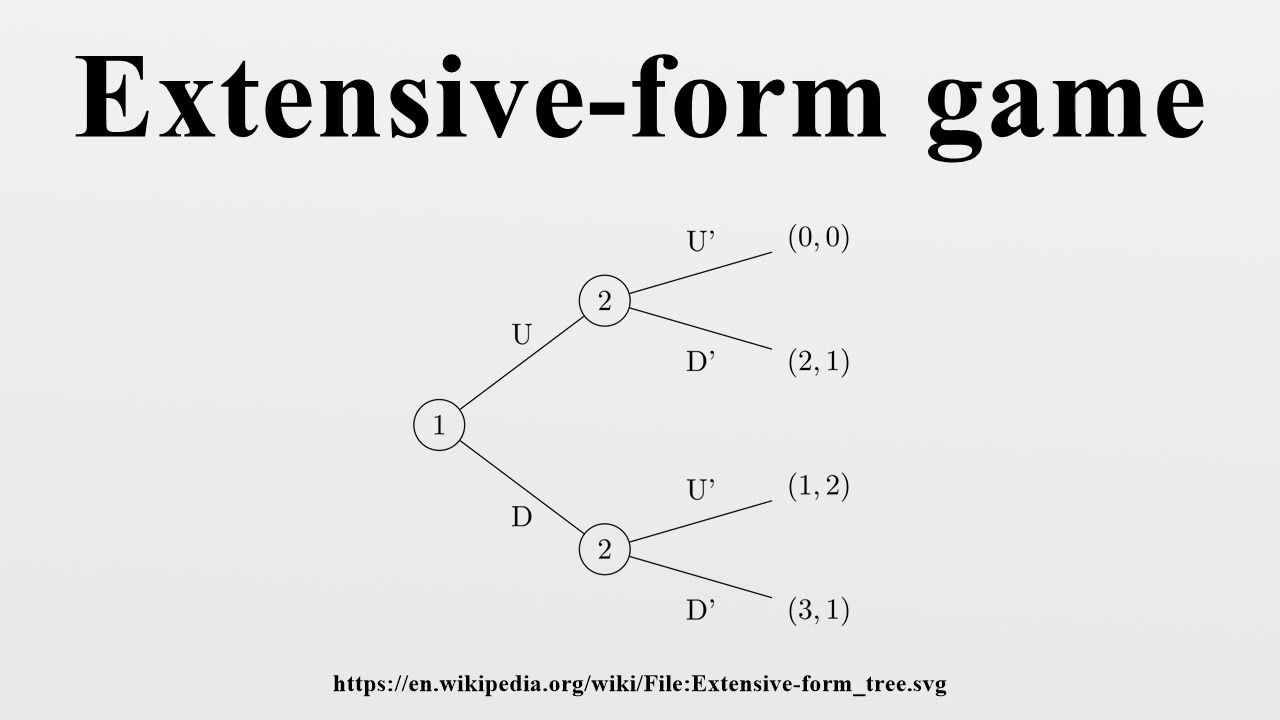 Extensive-form game
U’ (0, 0)
2
U
D’ (2, 1)
1
U’ (1, 2)
D
2
D’ (3, 1)
https://en.wikipedia.org/wiki/File:Extensive-form_tree.svg